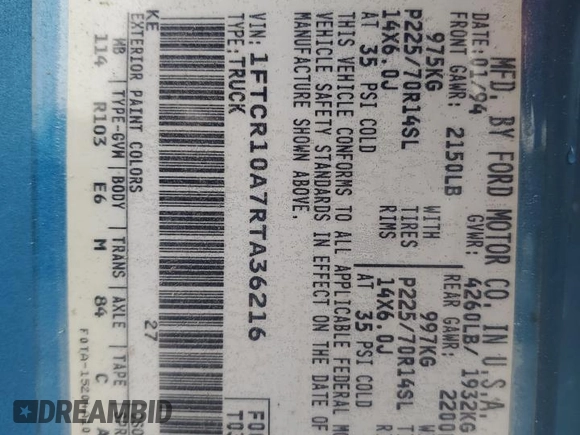 MFD. BY FORD MOTOR CO. IN U.S.A.
DATE: 01/94 GVWR: 4260LB/ 1932KG
FRONT GAWR: 2150LB REAR GAWR: 2200
975KG WITH 997KG
P225/70R14SL TIRES P225/70R14SL
14X6.0J RIMS 14X6.0J
AT 35 PSI COLD AT 35 PSI COLD
THIS VEHICLE CONFORMS TO ALL APPLICABLE FEDERAL
VEHICLE SAFETY STANDARDS IN EFFECT ON THE DATE OF
MANUFACTURE SHOWN ABOVE.
VIN: 1FTCR10A7RTA36216
TYPE: TRUCK
KE 27
EXTERIOR PAINT COLORS
MB TYPE-GVM BODY TRANS AXLE TAPE
114 R103 E6 M 84 C
DREAMBID